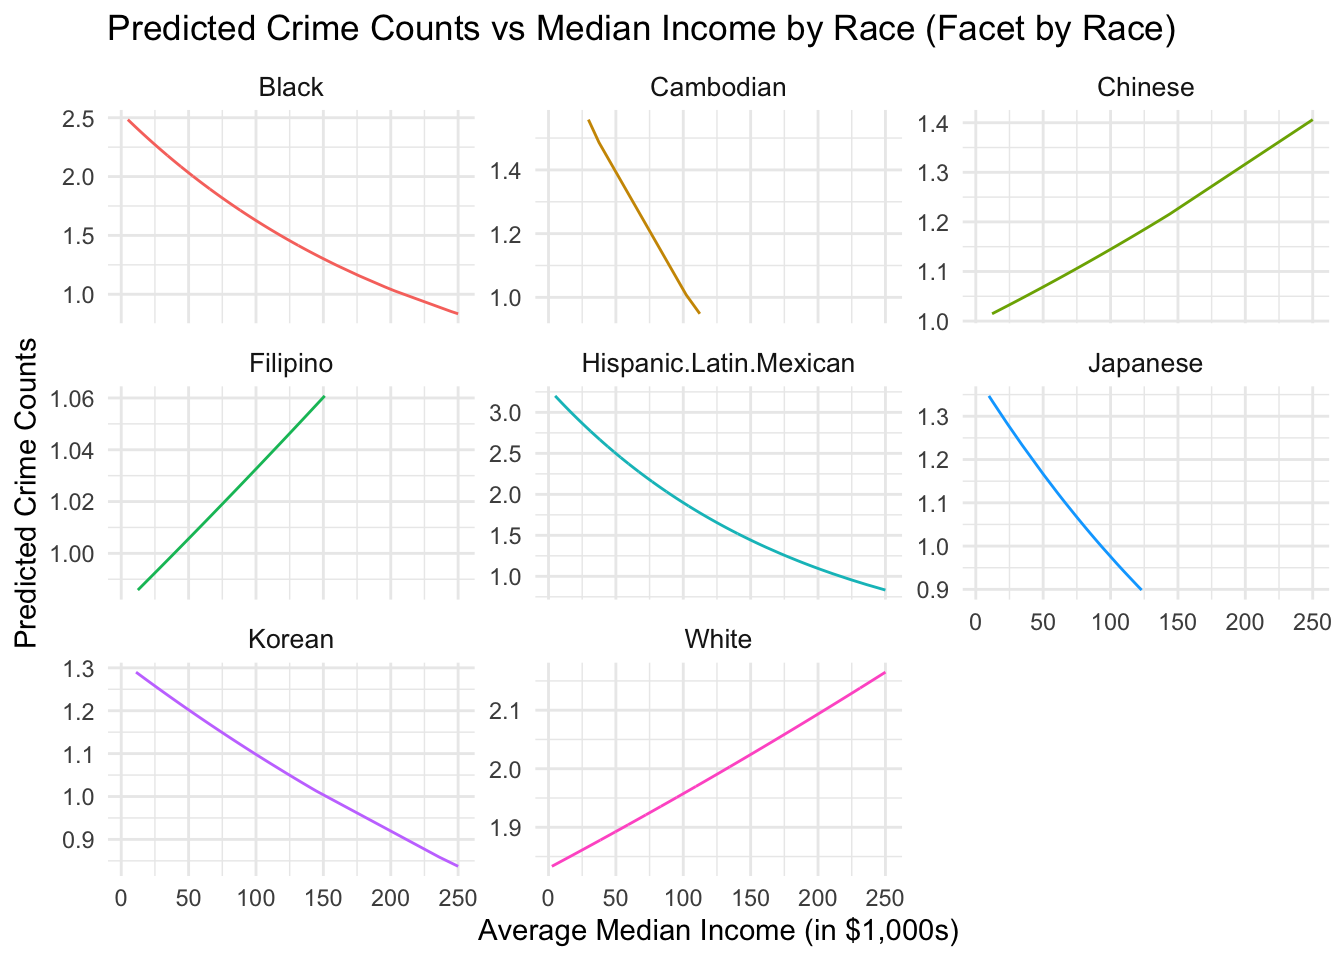 Predicted Crime Counts vs Median Income by Race (Facet by Race)
Black
Cambodian
Chinese
2.5
2.0
1.5
1.0
1.4
1.2
1.0
1.4
1.3
1.2
1.1
1.0
Filipino
Hispanic.Latin.Mexican
Japanese
1.06
1.04
1.02
1.00
3.0
2.5
2.0
1.5
1.0
1.3
1.2
1.1
1.0
0.9
0 50 100 150 200 250
Korean
White
1.3
1.2
1.1
1.0
0.9
2.1
2.0
1.9
0 50 100 150 200 250
0 50 100 150 200 250
Predicted Crime Counts
Average Median Income (in $1,000s)